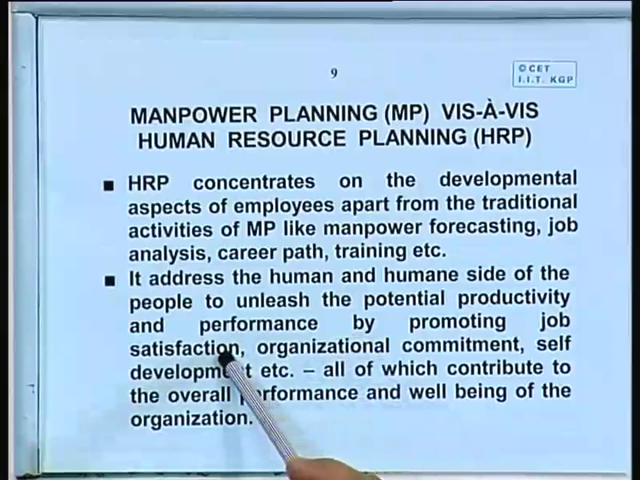 9
©CET
I.I.T. KGP
MANPOWER PLANNING (MP) VIS-À-VIS
HUMAN RESOURCE PLANNING (HRP)
HRP concentrates on the developmental
aspects of employees apart from the traditional
activities of MP like manpower forecasting, job
analysis, career path, training etc.
It address the human and humane side of the
people to unleash the potential productivity
and performance by promoting job
satisfaction, organizational commitment, self
development etc. – all of which contribute to
the overall performance and well being of the
organization.